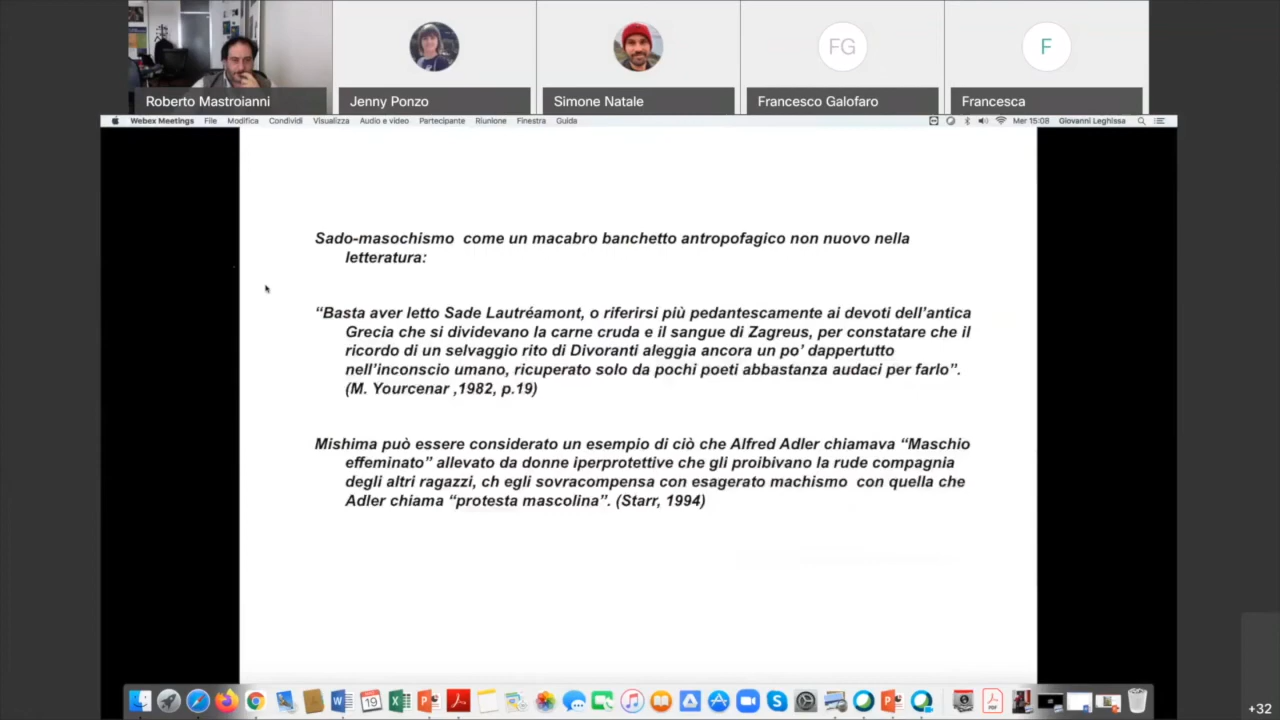 FG
F
Roberto Mastroianni
Jenny Ponzo
Simone Natale
Francesco Galofaro
Francesca
Webex Meetings File Modifica Condividi Visualizza Audio e video Partecipante Riunione Finestra Guida
Mer 15:08 Giovanni Leghissa
Sado-masochismo come un macabro banchetto antropofagico non nuovo nella
letteratura:
“Basta aver letto Sade Lautréamont, o riferirsi più pedantescamente ai devoti dell’antica
Grecia che si dividevano la carne cruda e il sangue di Zagreus, per constatare che il
ricordo di un selvaggio rito di Divoranti aleggia ancora un po’ dappertutto
nell’inconscio umano, ricuperato solo da pochi poeti abbastanza audaci per farlo”.
(M. Yourcenar ,1982, p.19)
Mishima può essere considerato un esempio di ciò che Alfred Adler chiamava “Maschio
effeminato” allevato da donne iperprotettive che gli proibivano la rude compagnia
degli altri ragazzi, ch egli sovracompensa con esagerato machismo con quella che
Adler chiama “protesta mascolina”. (Starr, 1994)
19
+32